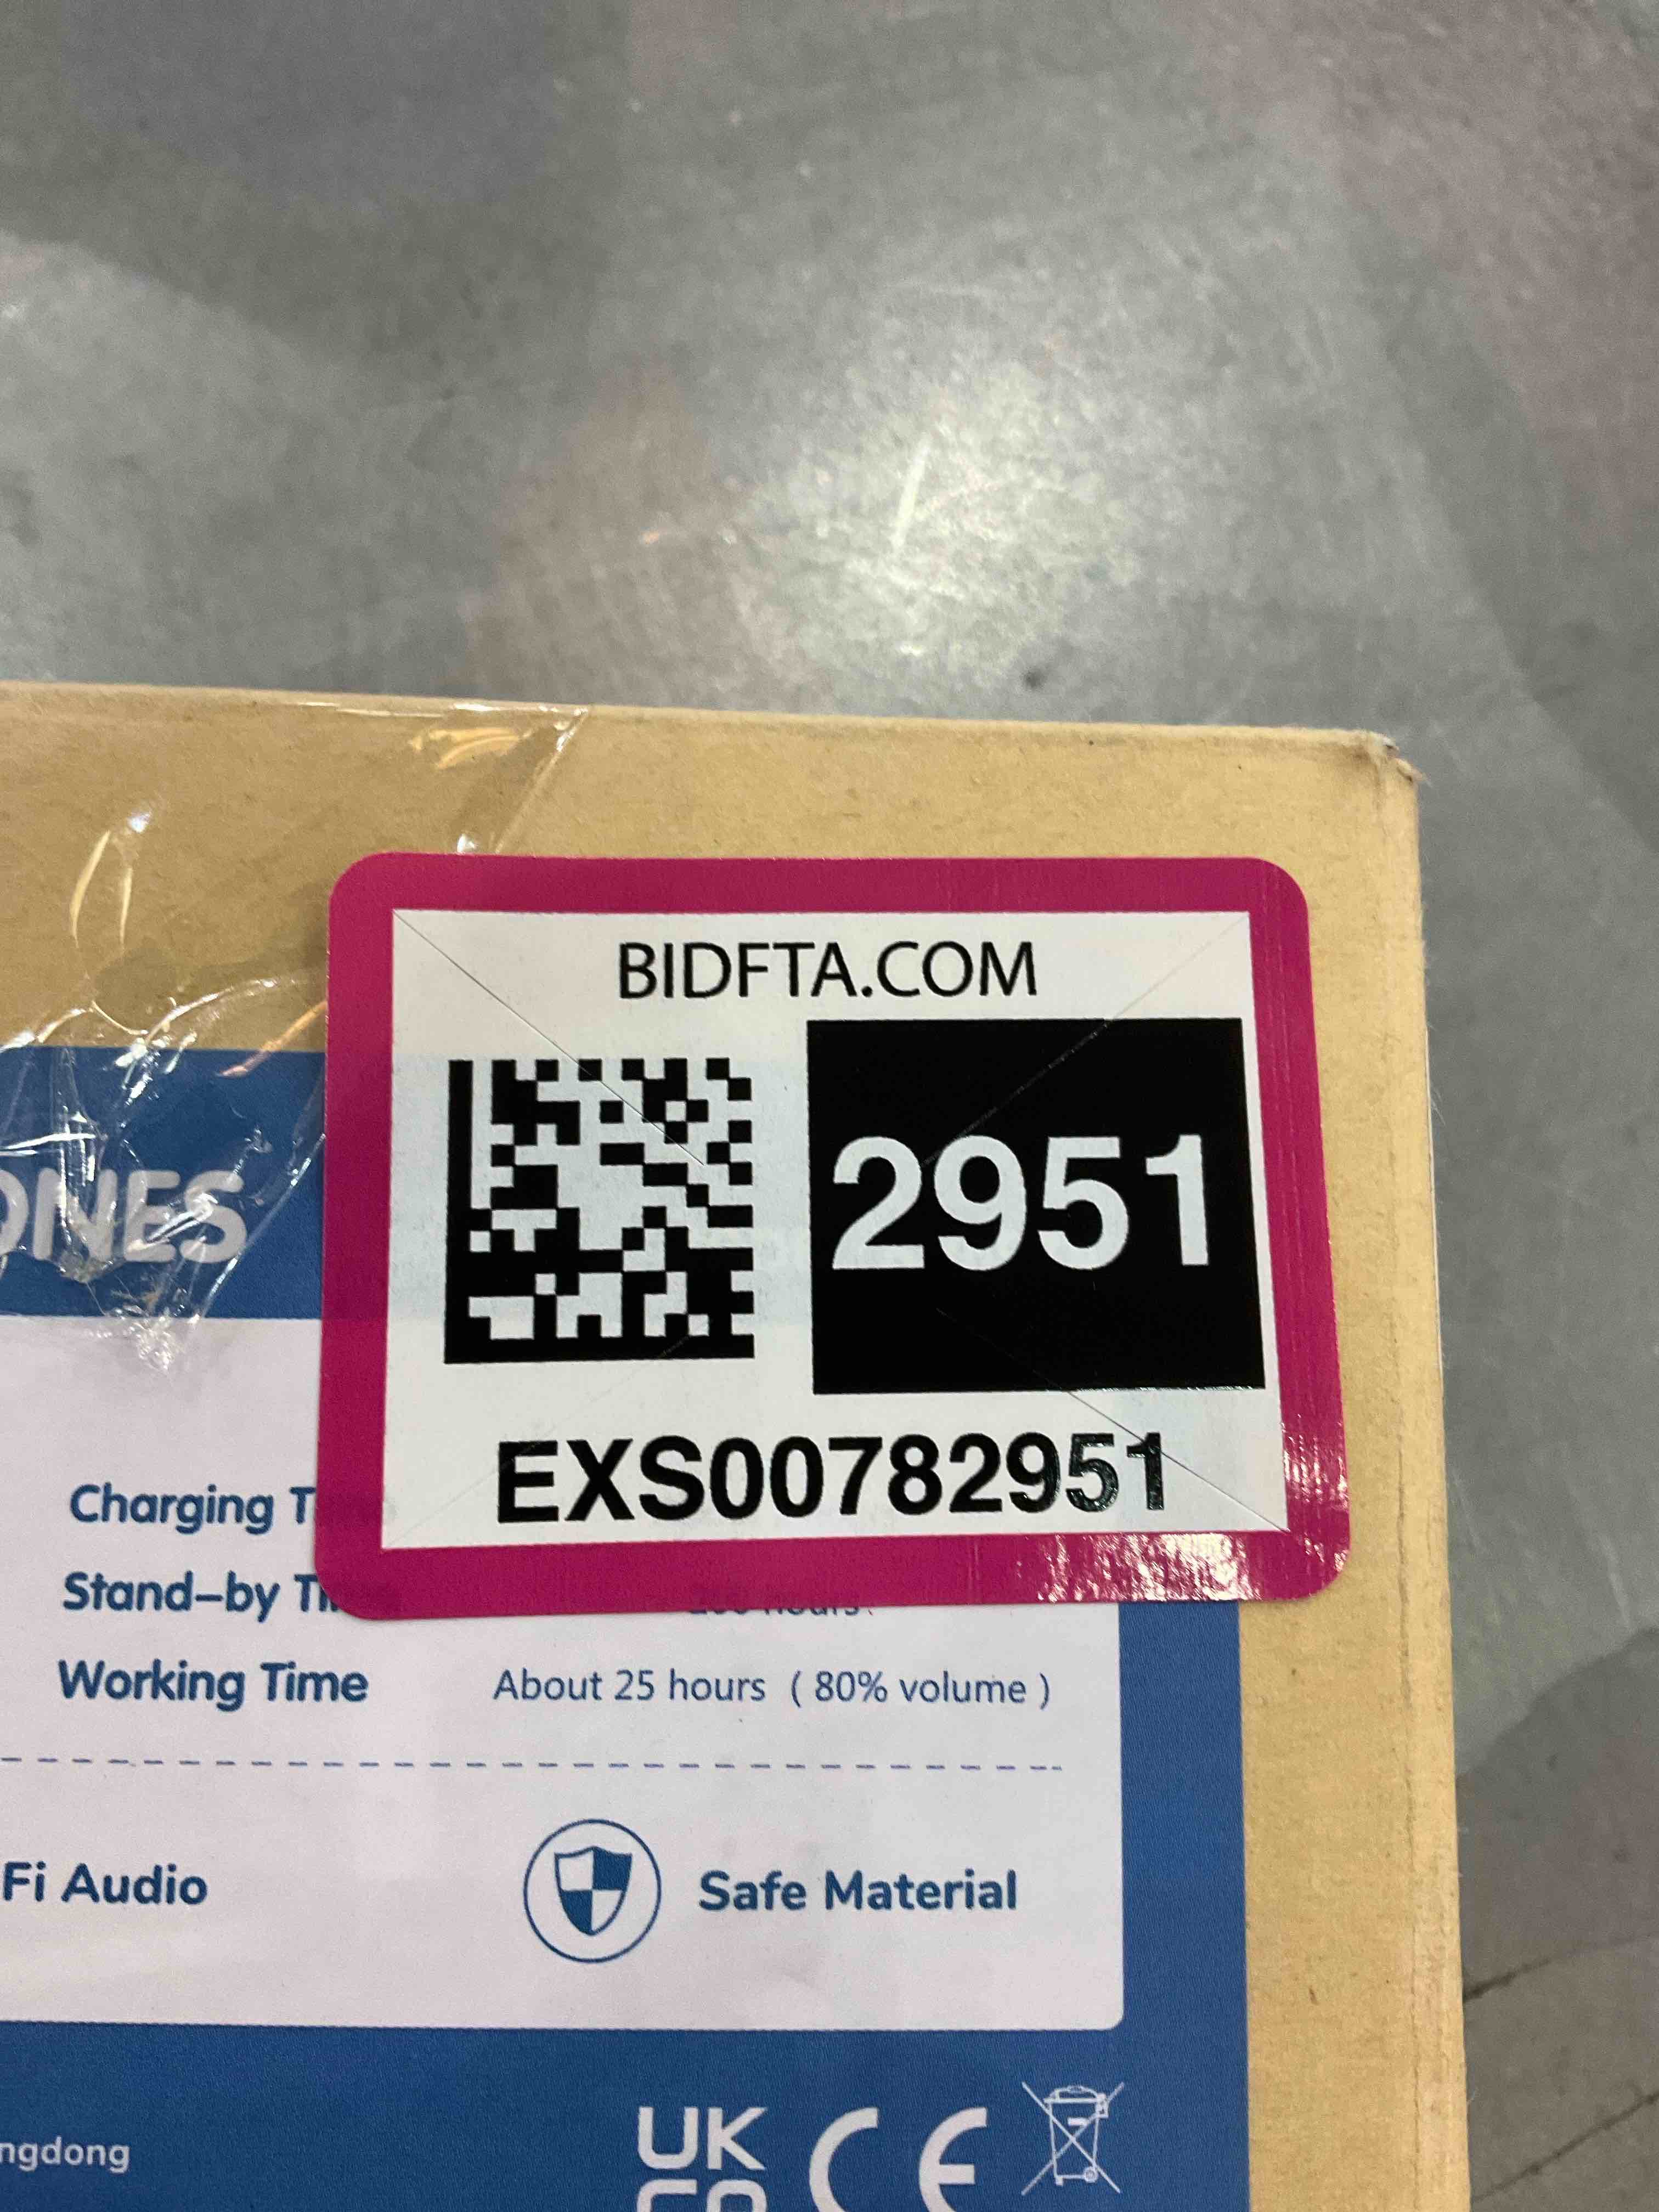 BIDFTA.COM
2951
EXS00782951
ONES
Charging T
Stand-by Ti
Working Time About 25 hours ( 80% volume )
Fi Audio
Safe Material
ngdong
UK
CE